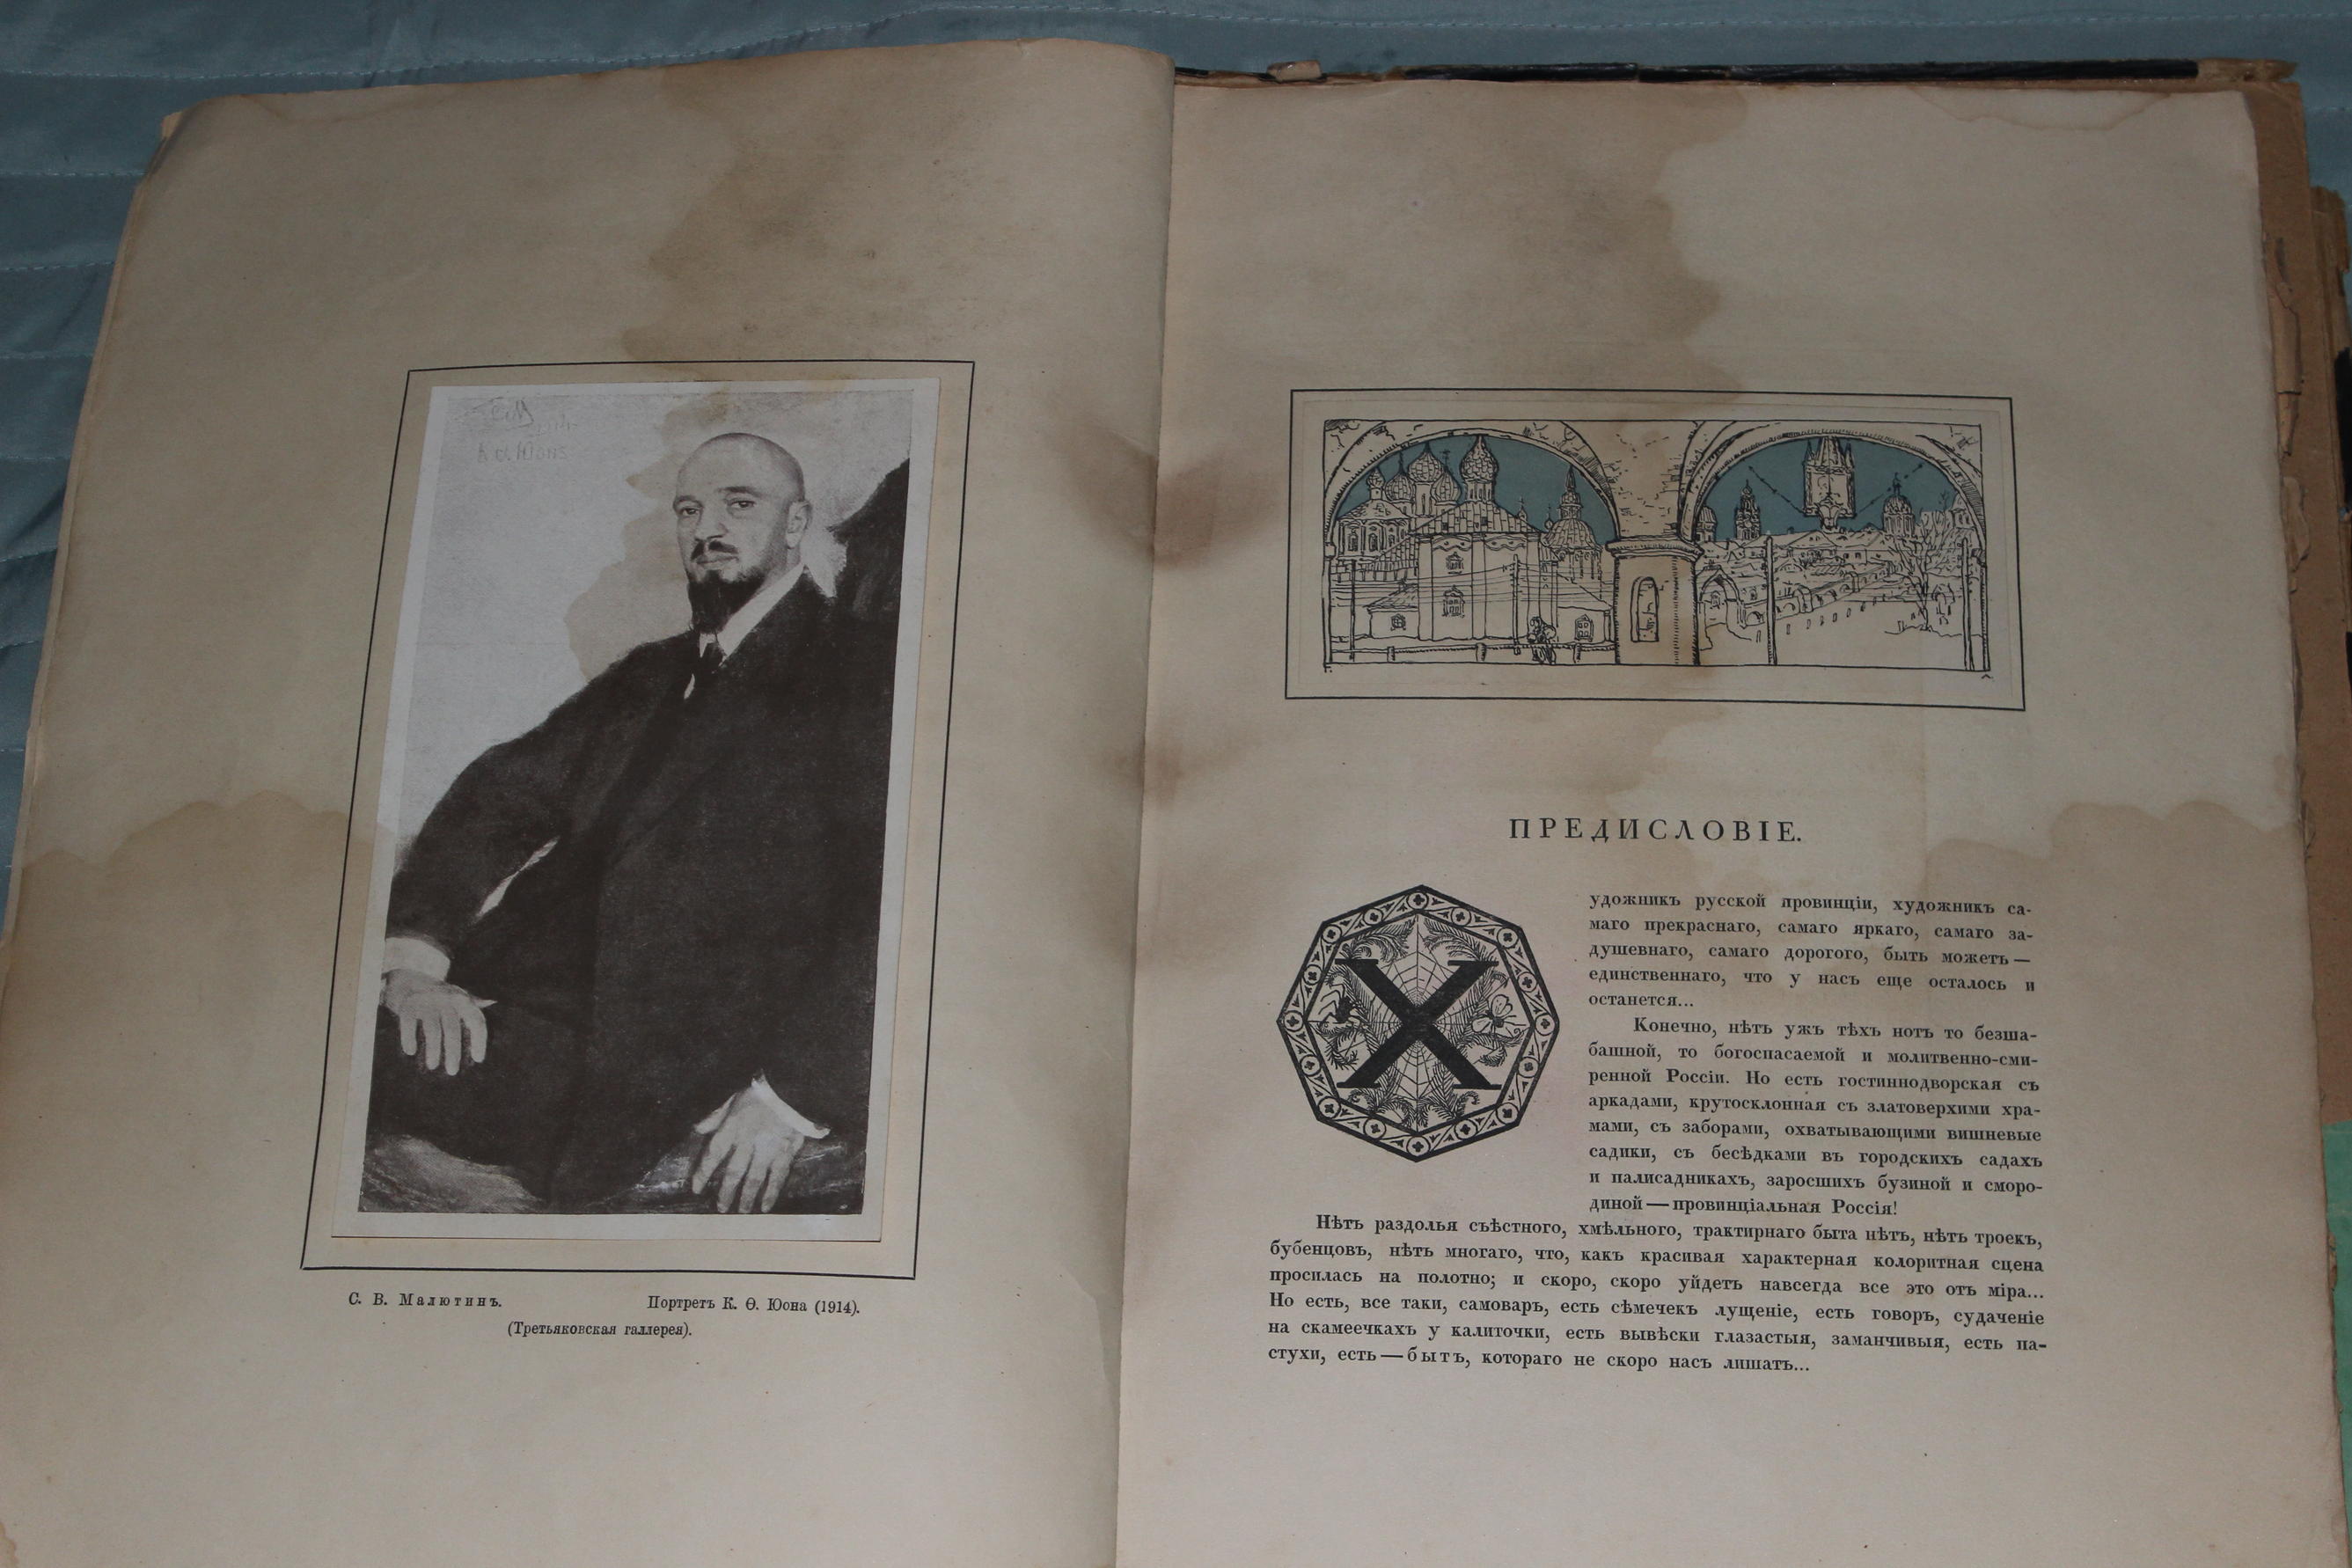 С. В. Малютинъ. Портретъ К. Ѳ. Юона (1914).
(Третьяковская галлерея).
ПРЕДИСЛОВІЕ.
Художникъ русской провинціи, художникъ са-
маго прекраснаго, самаго яркаго, самаго за-
душевнаго, самаго дорогого, быть можетъ —
единственнаго, что у насъ еще осталось и
останется...
Конечно, нѣтъ ужъ тѣхъ нотъ то безша-
башной, то богоспасаемой и молитвенно-сми-
ренной Россіи. Но есть гостиннодворская съ
аркадами, крутосклонная съ златоверхими хра-
мами, съ заборами, охватывающими вишневые
садики, съ бесѣдками въ городскихъ садахъ
и палисадникахъ, заросшихъ бузиной и сморо-
диной — провинціальная Россія!
Нѣтъ раздолья съѣстного, хмѣльного, трактирнаго быта нѣтъ, нѣтъ троекъ,
бубенцовъ, нѣтъ многаго, что, какъ красивая характерная колоритная сцена
просилась на полотно; и скоро, скоро уйдетъ навсегда все это отъ міра...
Но есть, все таки, самоваръ, есть сѣмечекъ лущеніе, есть говоръ, судаченіе
на скамеечкахъ у калиточки, есть вывѣски глазастыя, заманчивыя, есть па-
стухи, есть — бытъ, котораго не скоро насъ лишатъ...